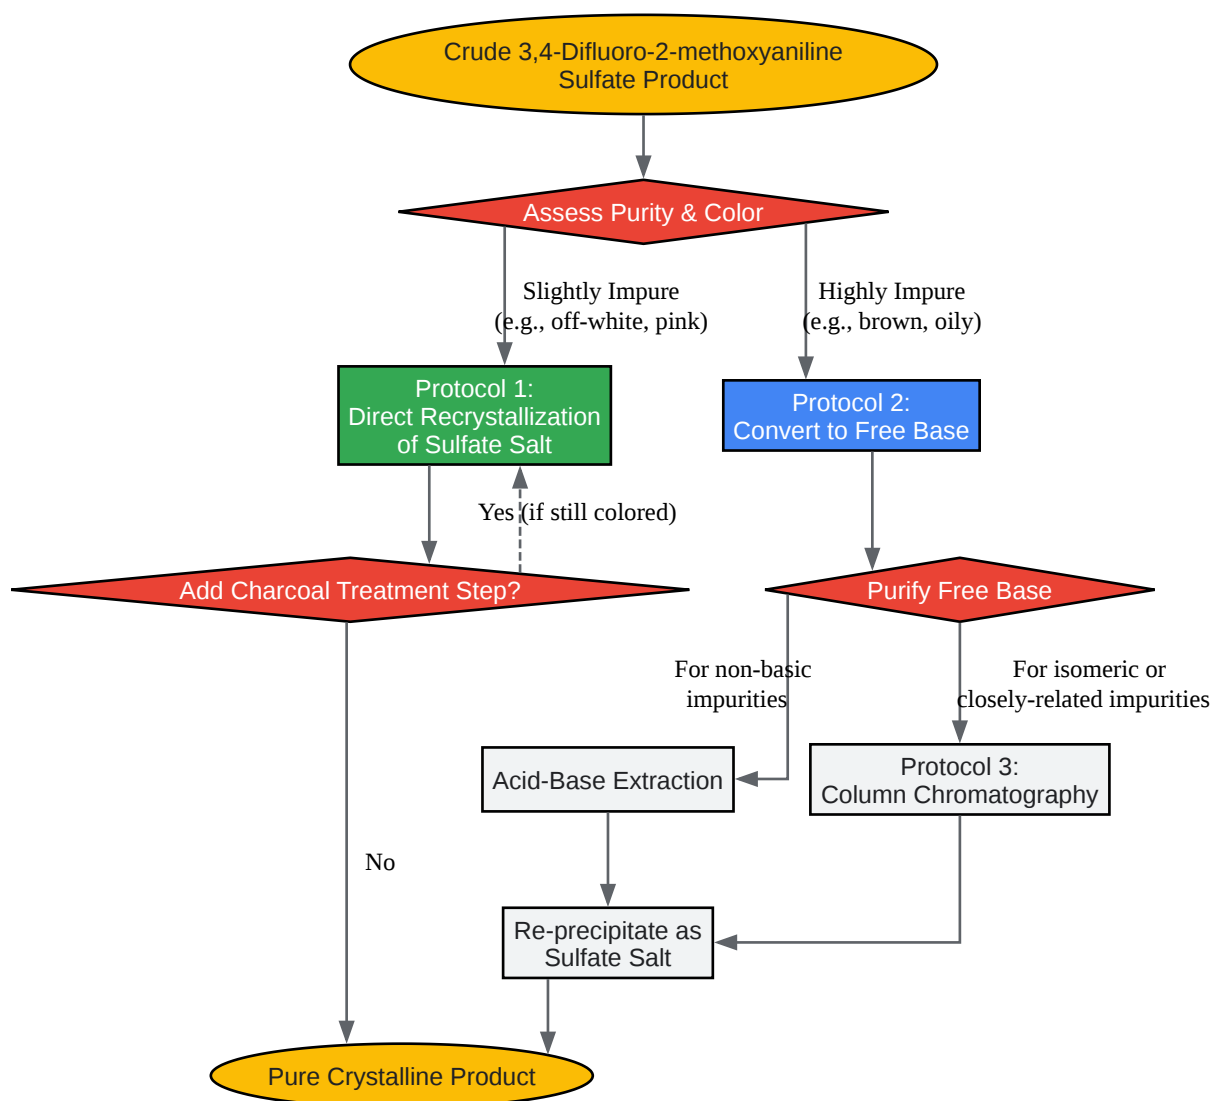 Crude 3,4-Difluoro-2-methoxyaniline
Sulfate Product
Assess Purity & Color
Slightly Impure
(e.g., off-white, pink)
Highly Impure
(e.g., brown, oily)
Protocol 1:
Direct Recrystallization
of Sulfate Salt
Protocol 2:
Convert to Free Base
Yes (if still colored)
Add Charcoal Treatment Step?
Purify Free Base
For non-basic
impurities
For isomeric or
closely-related impurities
Acid-Base Extraction
Protocol 3:
Column Chromatography
No
Re-precipitate as
Sulfate Salt
Pure Crystalline Product